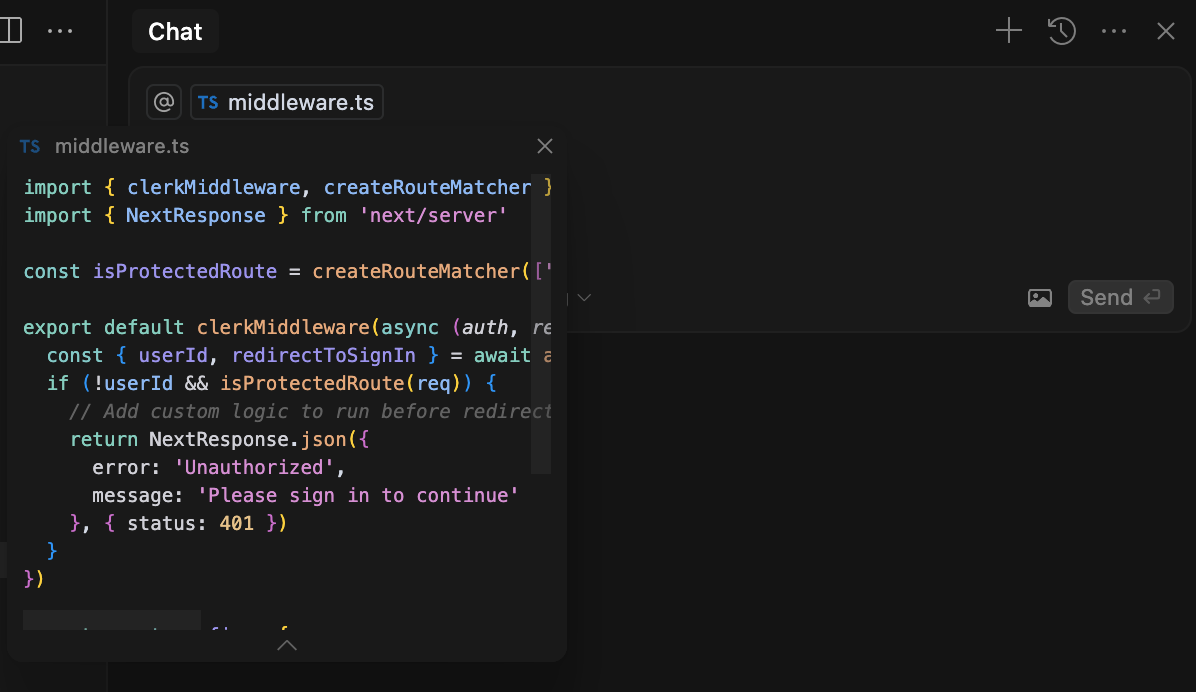 Chat
@ TS middleware.ts
TS middleware.ts
import { clerkMiddleware, createRouteMatcher }
import { NextResponse } from 'next/server'
const isProtectedRoute = createRouteMatcher(['
export default clerkMiddleware(async (auth, re
const { userId, redirectToSignIn } = await a
if (!userId && isProtectedRoute(req)) {
// Add custom logic to run before redirect
return NextResponse.json({
error: 'Unauthorized',
message: 'Please sign in to continue'
}, { status: 401 })
}
})
Send